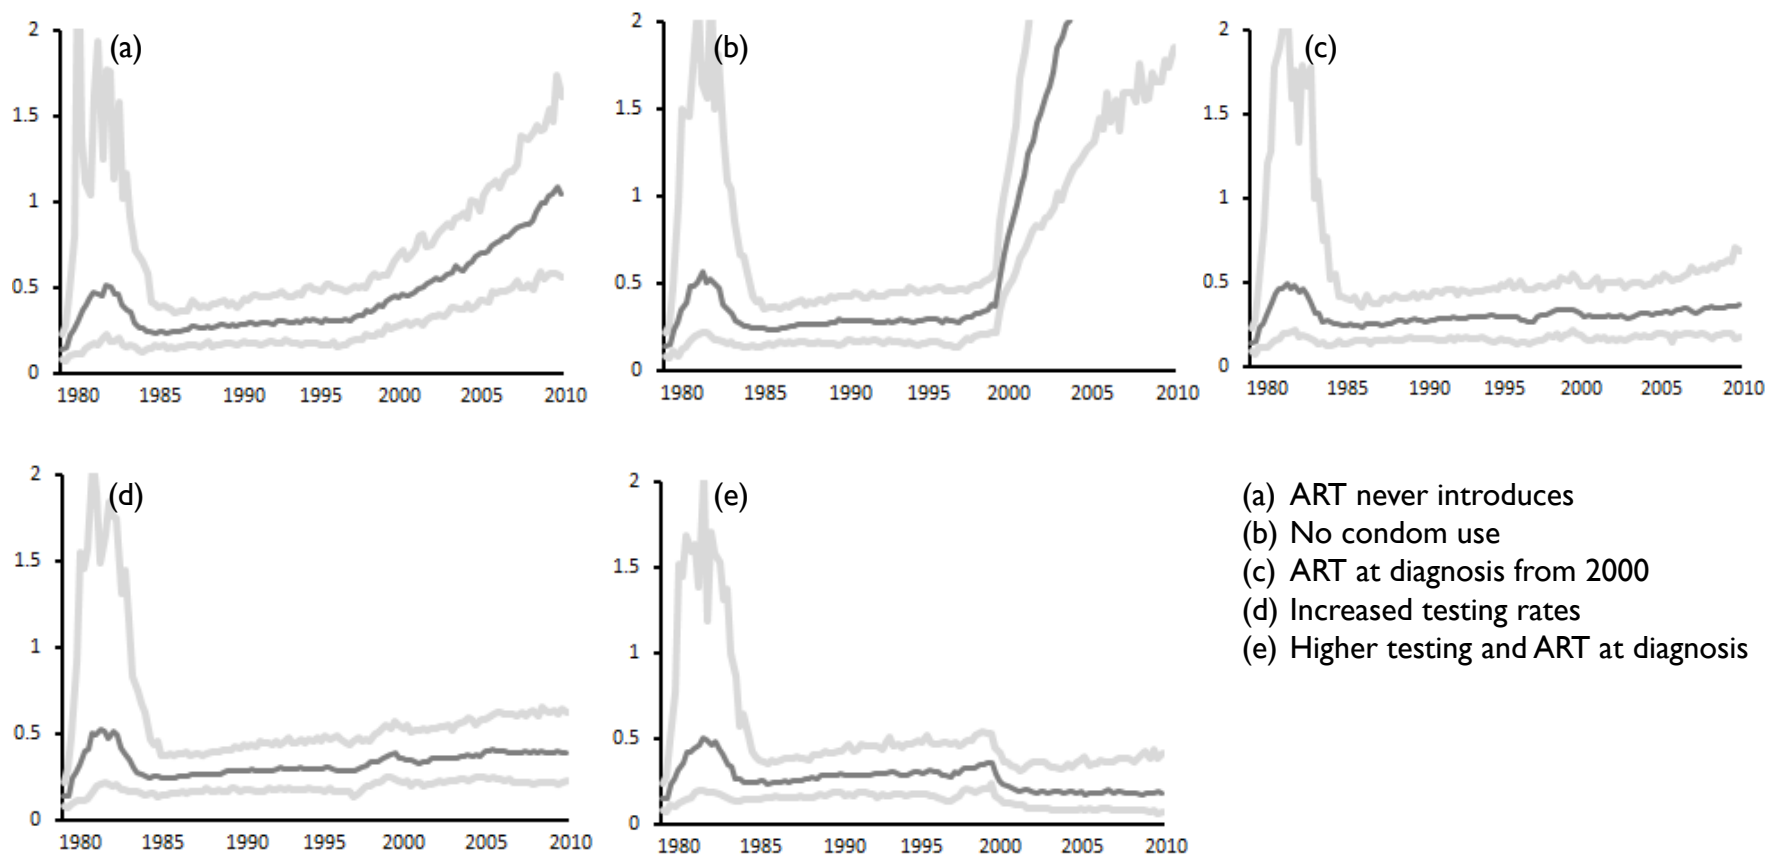 2
(a)
1.5
1
0.5
0
1980 1985 1990 1995 2000 2005 2010
2
(b)
1.5
1
0.5
0
1980 1985 1990 1995 2000 2005 2010
2
(c)
1.5
1
0.5
0
1980 1985 1990 1995 2000 2005 2010
2
(d)
1.5
1
0.5
0
1980 1985 1990 1995 2000 2005 2010
2
(e)
1.5
1
0.5
0
1980 1985 1990 1995 2000 2005 2010
(a) ART never introduces
(b) No condom use
(c) ART at diagnosis from 2000
(d) Increased testing rates
(e) Higher testing and ART at diagnosis